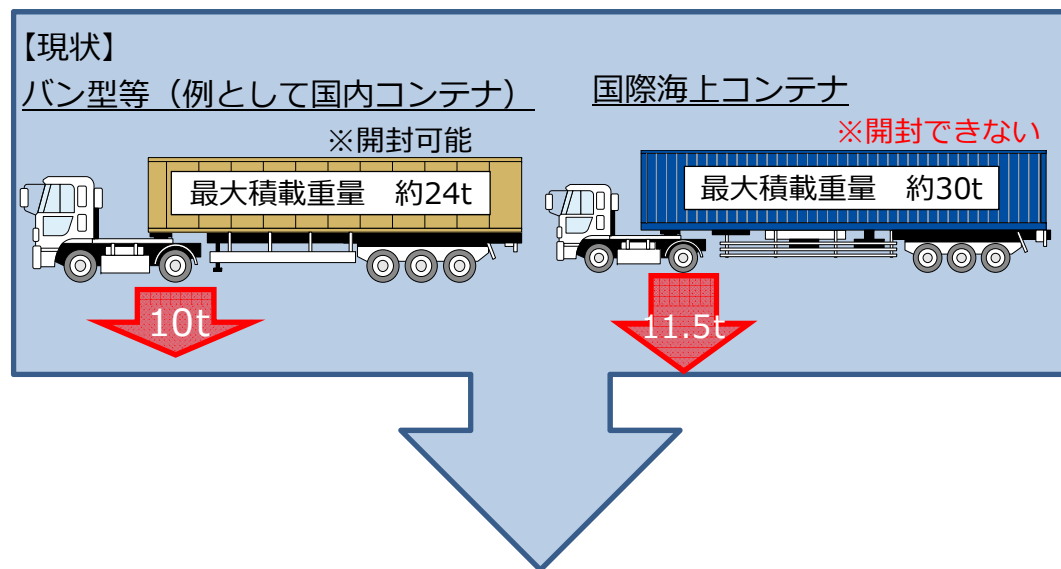 【現状】
バン型等（例として国内コンテナ）
※開封可能
最大積載重量　約24t
10t
国際海上コンテナ
※開封できない
最大積載重量　約30t
11.5t